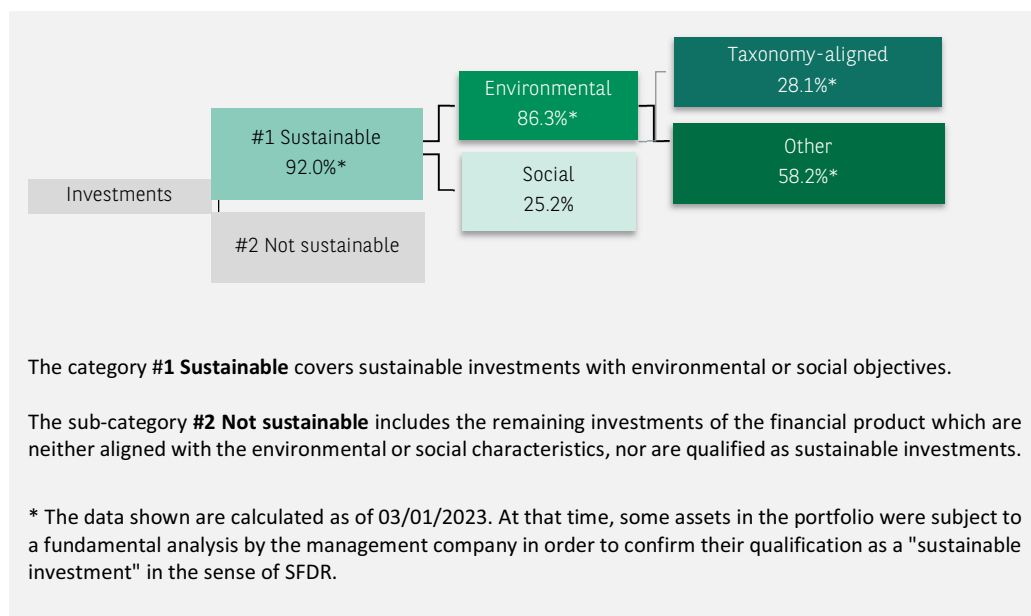 Taxonomy-aligned
28.1%*
Environmental
86.3%*
#1 Sustainable
92.0%*
Other
58.2%*
Social
25.2%
Investments
#2 Not sustainable
The category #1 Sustainable covers sustainable investments with environmental or social objectives.
The sub-category #2 Not sustainable includes the remaining investments of the financial product which are
neither aligned with the environmental or social characteristics, nor are qualified as sustainable investments.
* The data shown are calculated as of 03/01/2023. At that time, some assets in the portfolio were subject to
a fundamental analysis by the management company in order to confirm their qualification as a "sustainable
investment" in the sense of SFDR.